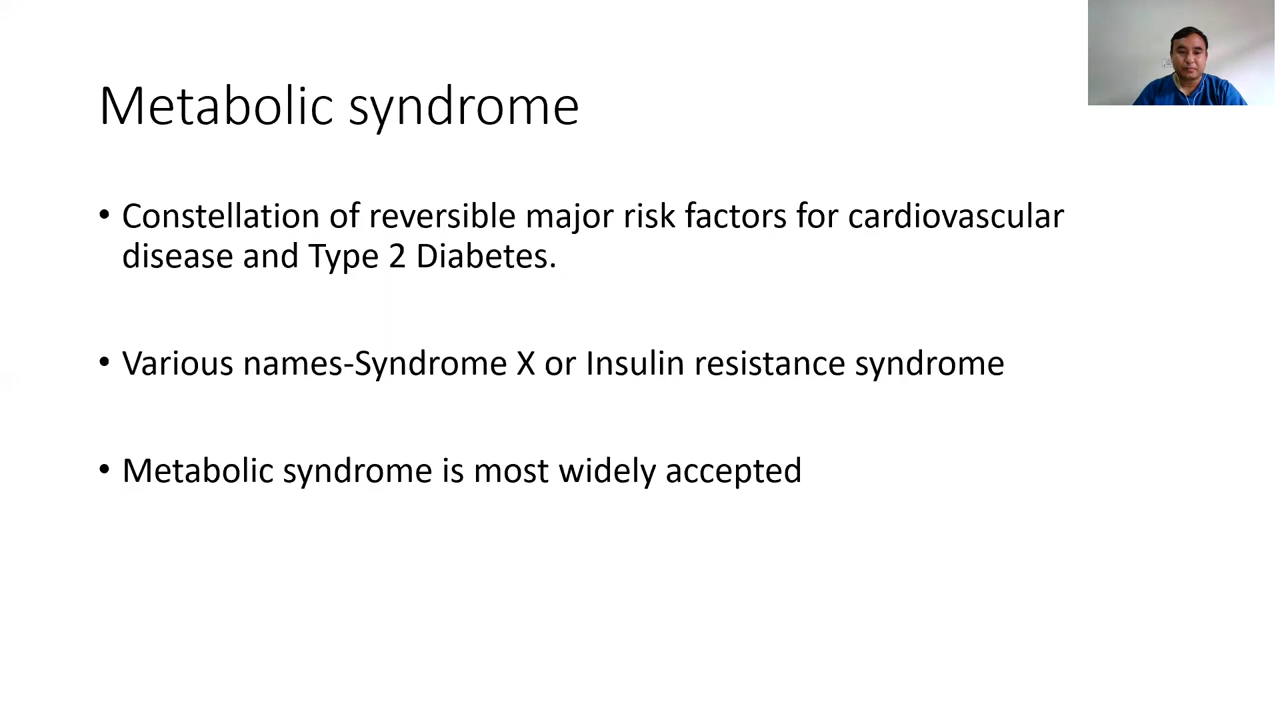 Metabolic syndrome
• Constellation of reversible major risk factors for cardiovascular
disease and Type 2 Diabetes.
• Various names-Syndrome X or Insulin resistance syndrome
• Metabolic syndrome is most widely accepted